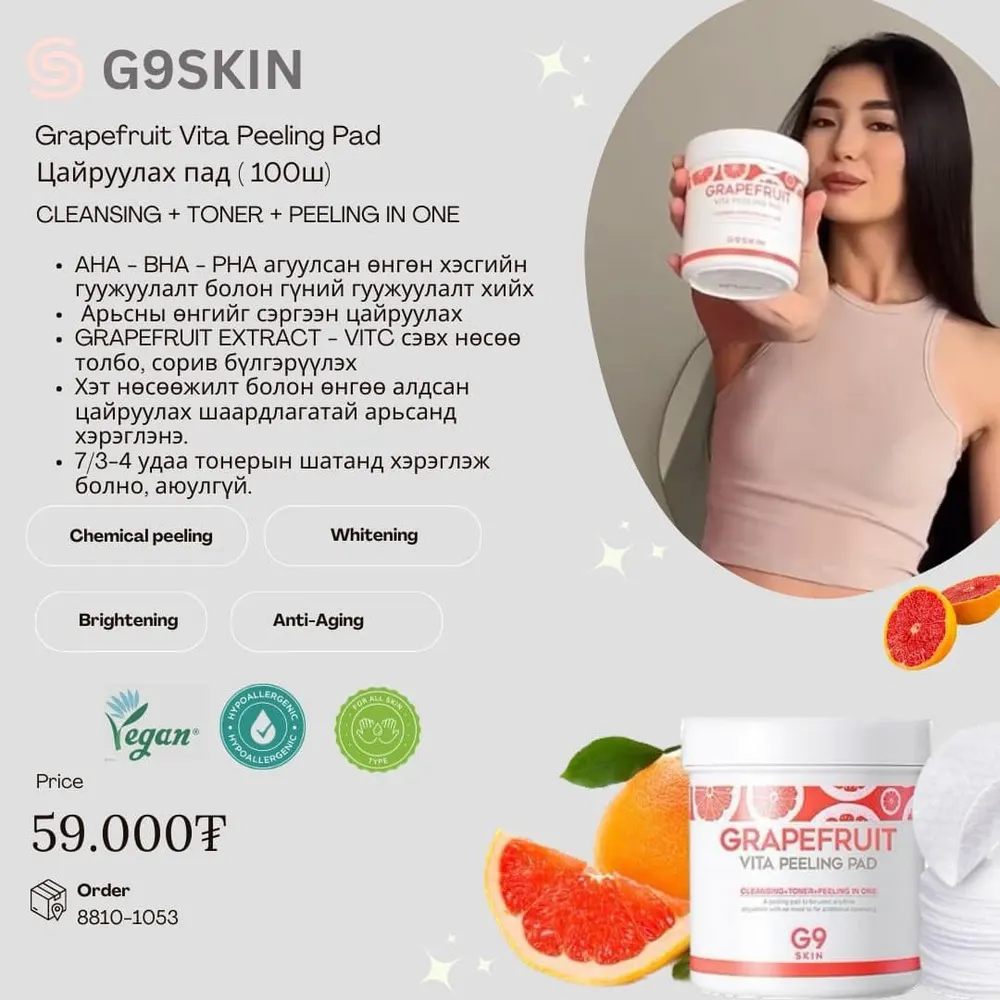 G9SKIN
Grapefruit Vita Peeling Pad
Цайруулах пад ( 100ш)
CLEANSING + TONER + PEELING IN ONE
• AHA - BHA - PHA агуулсан өнгөн хэсгийн
гуужуулалт болон гүний гуужуулалт хийх
• Арьсны өнгийг сэргээн цайруулах
• GRAPEFRUIT EXTRACT - VITC сэвх нөсөө
толбо, сорив бүлгэрүүлэх
• Хэт нөсөөжилт болон өнгөө алдсан
цайруулах шаардлагатай арьсанд
хэрэглэнэ.
• 7/3-4 удаа тонерын шатанд хэрэглэж
болно, аюулгүй.
Chemical peeling
Whitening
Brightening
Anti-Aging
Vegan®
HYPOALLERGENIC
HYPOALLERGENIC
FOR ALL SKIN
TYPE
Price
59.000₮
Order
8810-1053
GRAPEFRUIT
VITA PEELING PAD
G9SKIN
GRAPEFRUIT
VITA PEELING PAD
CLEANSING+TONER+PEELING IN ONE
G9
SKIN